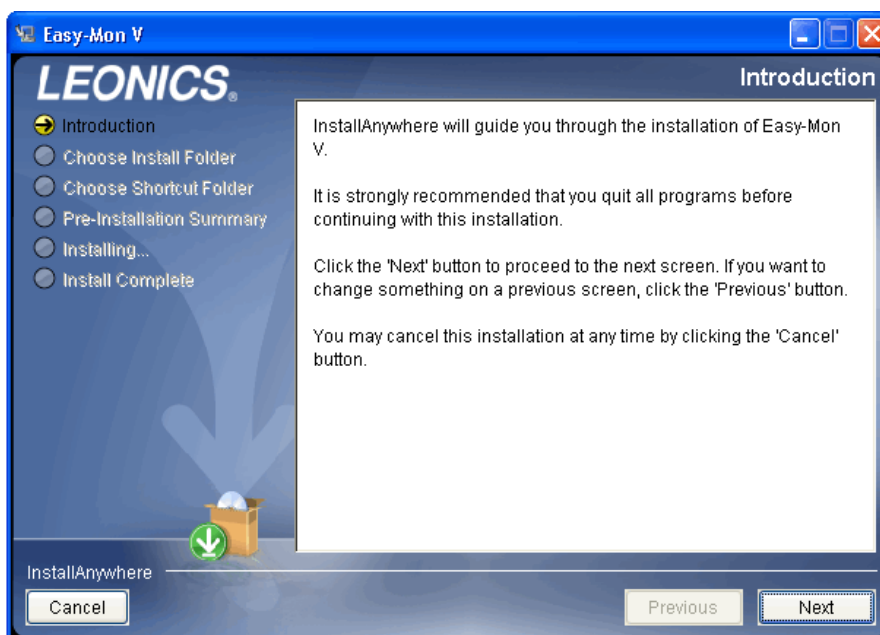 Easy-Mon V
LEONICS®
Introduction
Introduction
Choose Install Folder
Choose Shortcut Folder
Pre-Installation Summary
Installing...
Install Complete
InstallAnywhere will guide you through the installation of Easy-Mon
V.
It is strongly recommended that you quit all programs before
continuing with this installation.
Click the 'Next' button to proceed to the next screen. If you want to
change something on a previous screen, click the 'Previous' button.
You may cancel this installation at any time by clicking the 'Cancel'
button.
InstallAnywhere
Cancel
Previous
Next